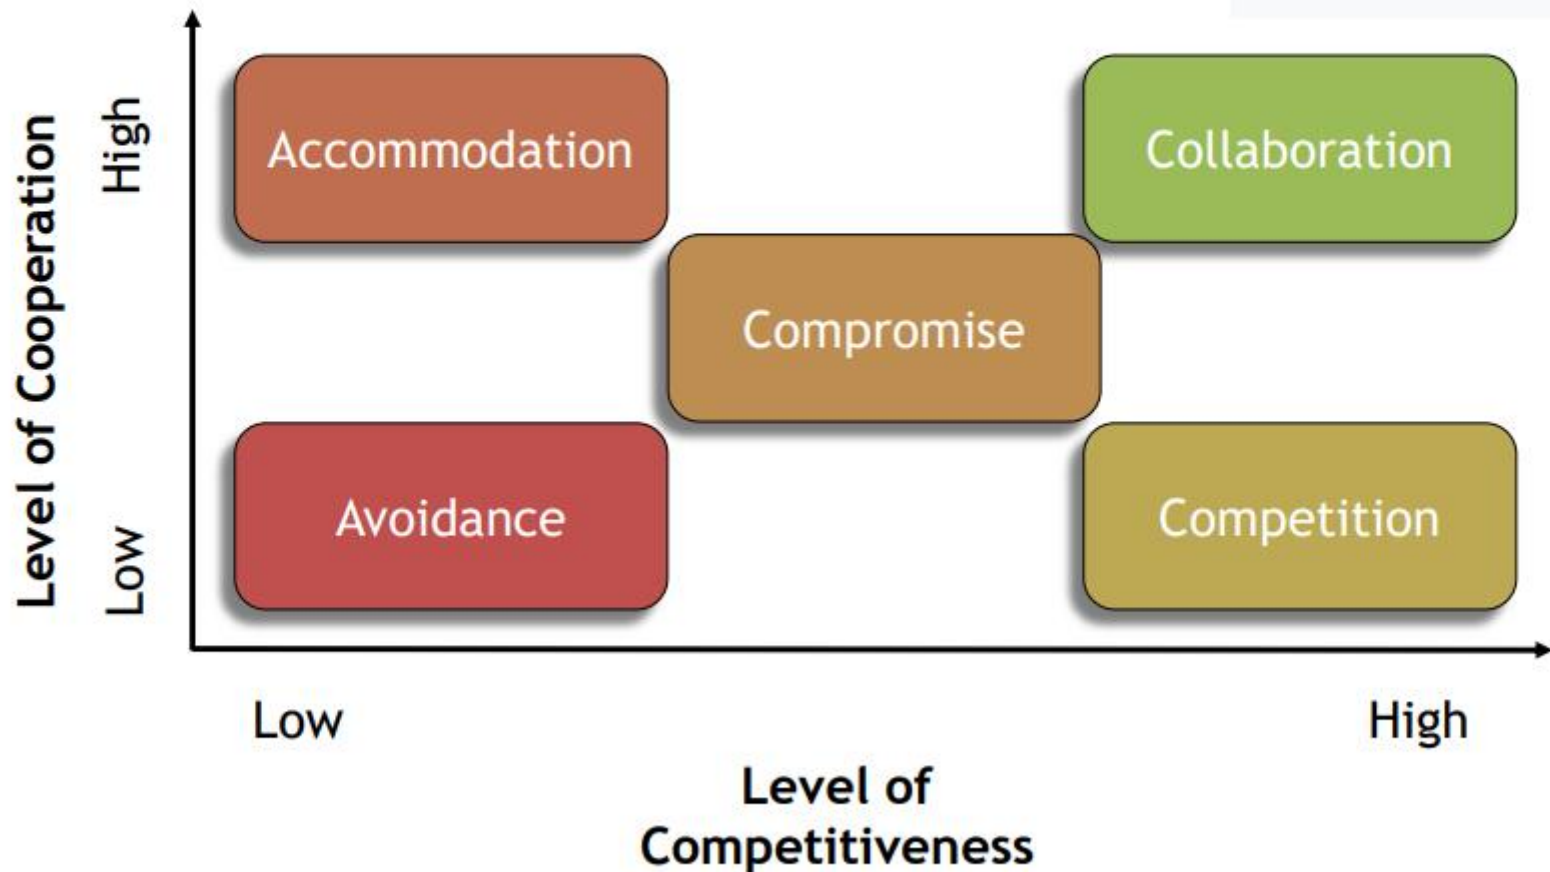 Level of Cooperation
High
Low
Accommodation
Collaboration
Compromise
Avoidance
Competition
Low
High
Level of
Competitiveness